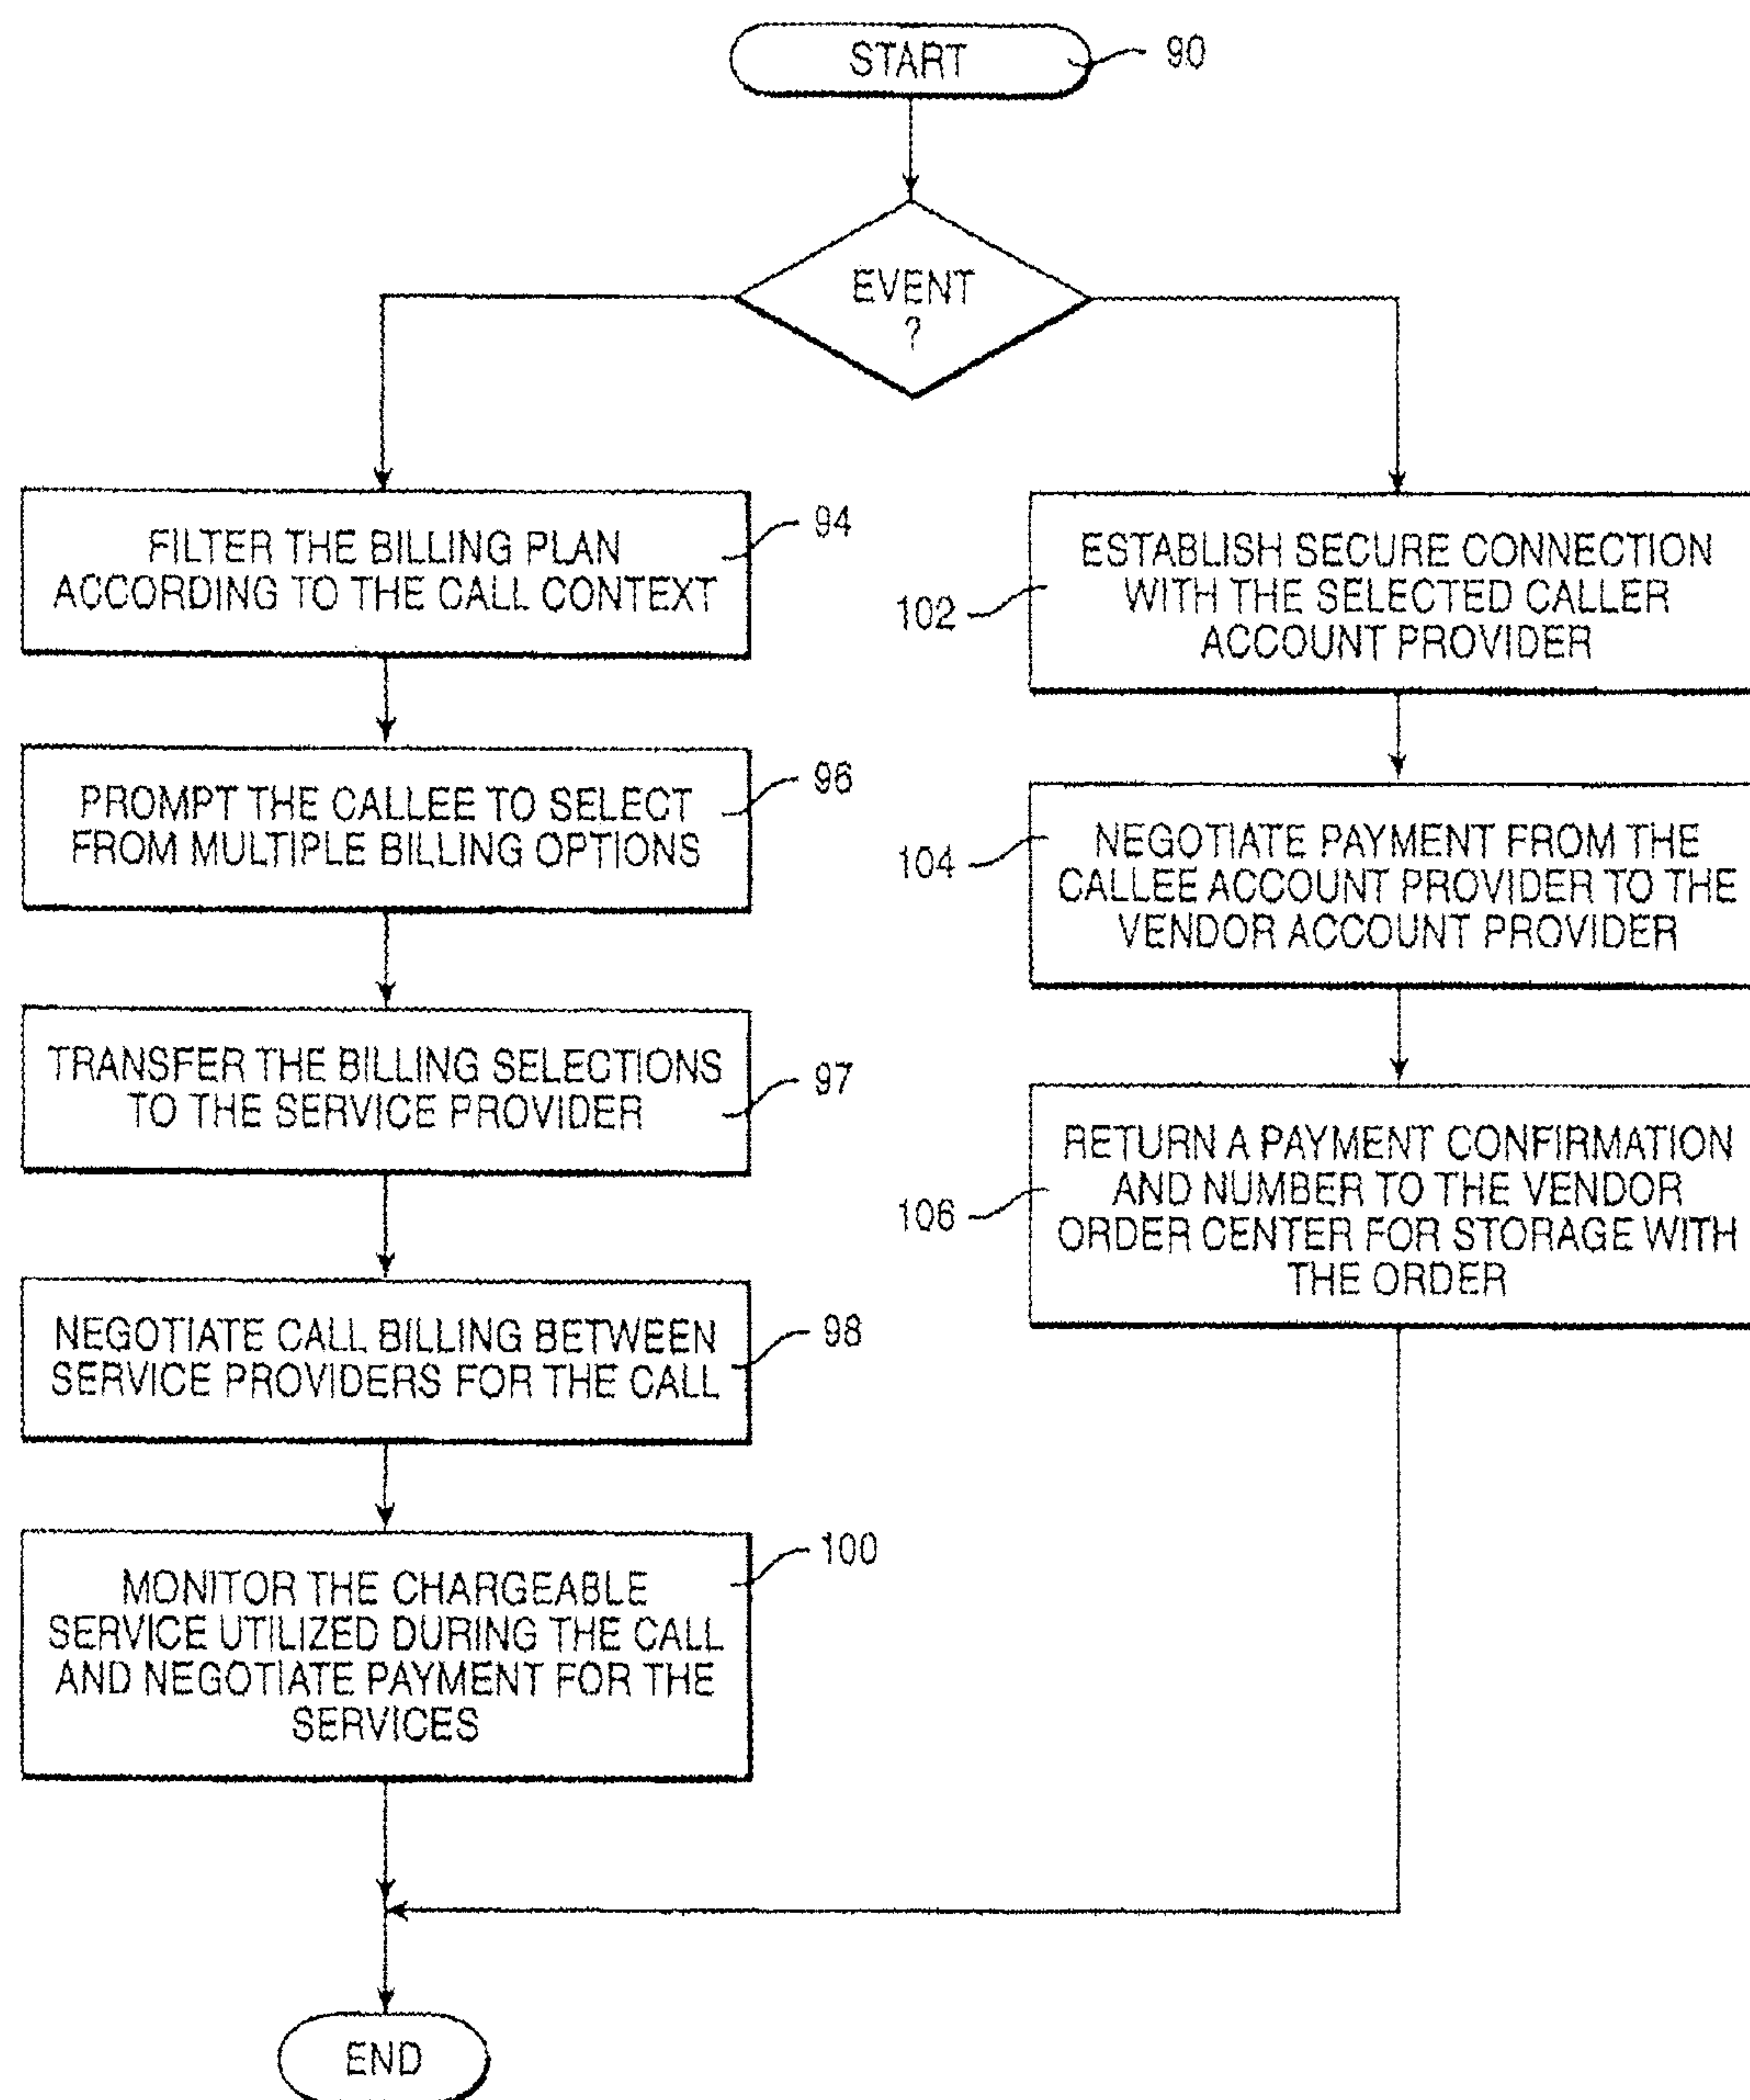 START
90
EVENT
?
FILTER THE BILLING PLAN
ACCORDING TO THE CALL CONTEXT
94
PROMPT THE CALLEE TO SELECT
FROM MULTIPLE BILLING OPTIONS
96
TRANSFER THE BILLING SELECTIONS
TO THE SERVICE PROVIDER
97
NEGOTIATE CALL BILLING BETWEEN
SERVICE PROVIDERS FOR THE CALL
98
MONITOR THE CHARGEABLE
SERVICE UTILIZED DURING THE CALL
AND NEGOTIATE PAYMENT FOR THE
SERVICES
100
ESTABLISH SECURE CONNECTION
WITH THE SELECTED CALLER
ACCOUNT PROVIDER
102
NEGOTIATE PAYMENT FROM THE
CALLEE ACCOUNT PROVIDER TO THE
VENDOR ACCOUNT PROVIDER
104
RETURN A PAYMENT CONFIRMATION
AND NUMBER TO THE VENDOR
ORDER CENTER FOR STORAGE WITH
THE ORDER
106
END